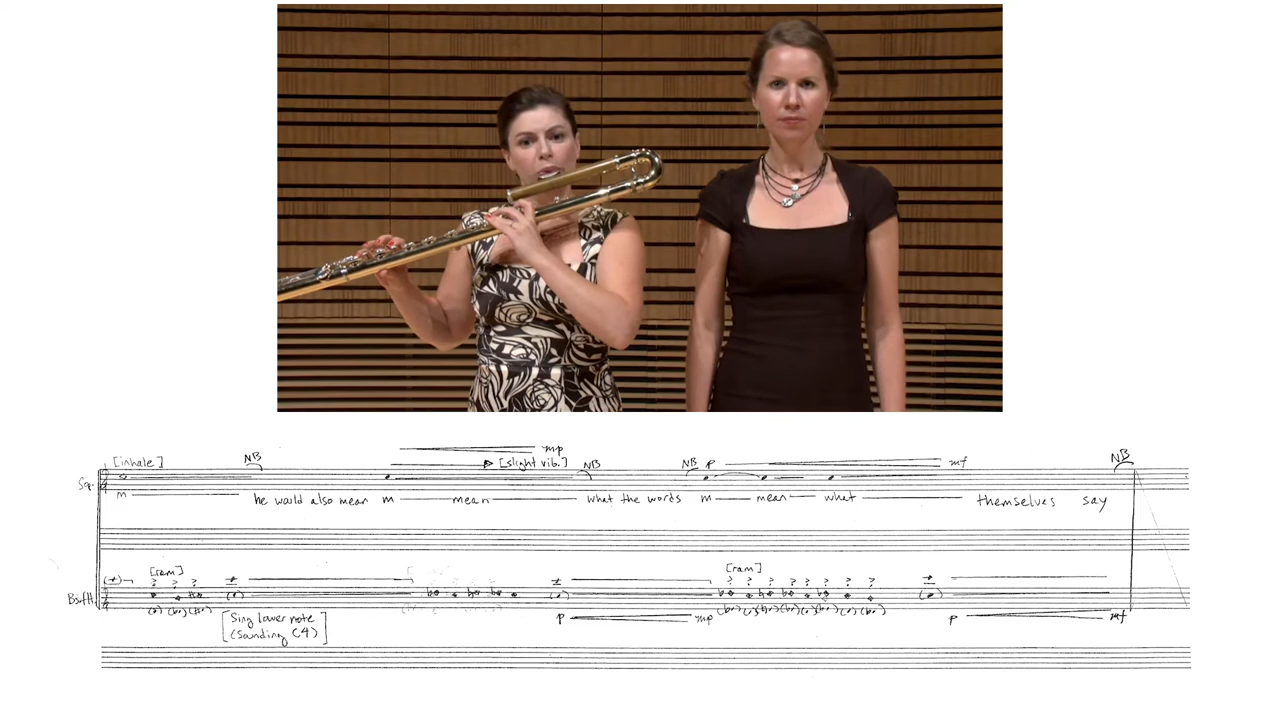 mp
[inhale] NB [slight vib.] NB NB p mf NB
Sop.
m he would also mean m mean what the words m mean what themselves say
[ram] [ram]
Bs.Fl.
[Sing lower note
(Sounding C4)] p mp p mf